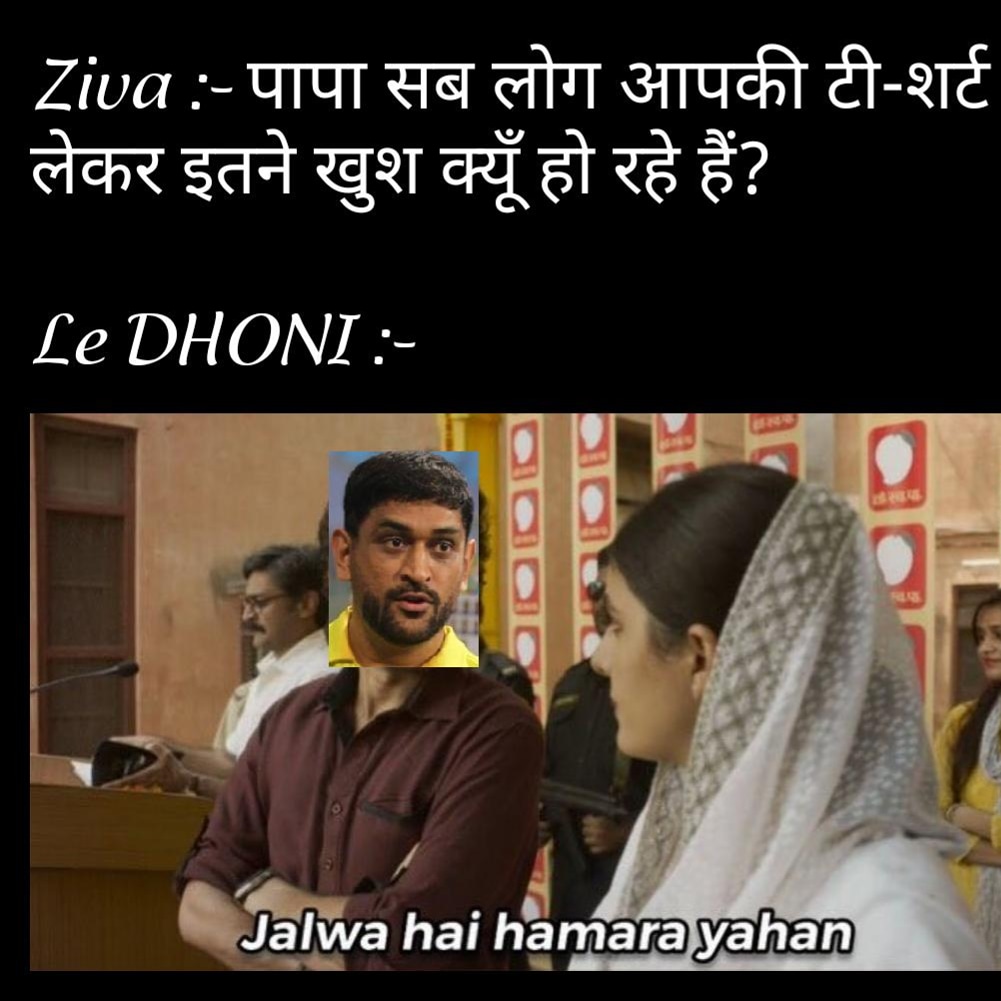 Ziva :- पापा सब लोग आपकी टी-शर्ट
लेकर इतने खुश क्यूँ हो रहे हैं?
Le DHONI :-
Jalwa hai hamara yahan